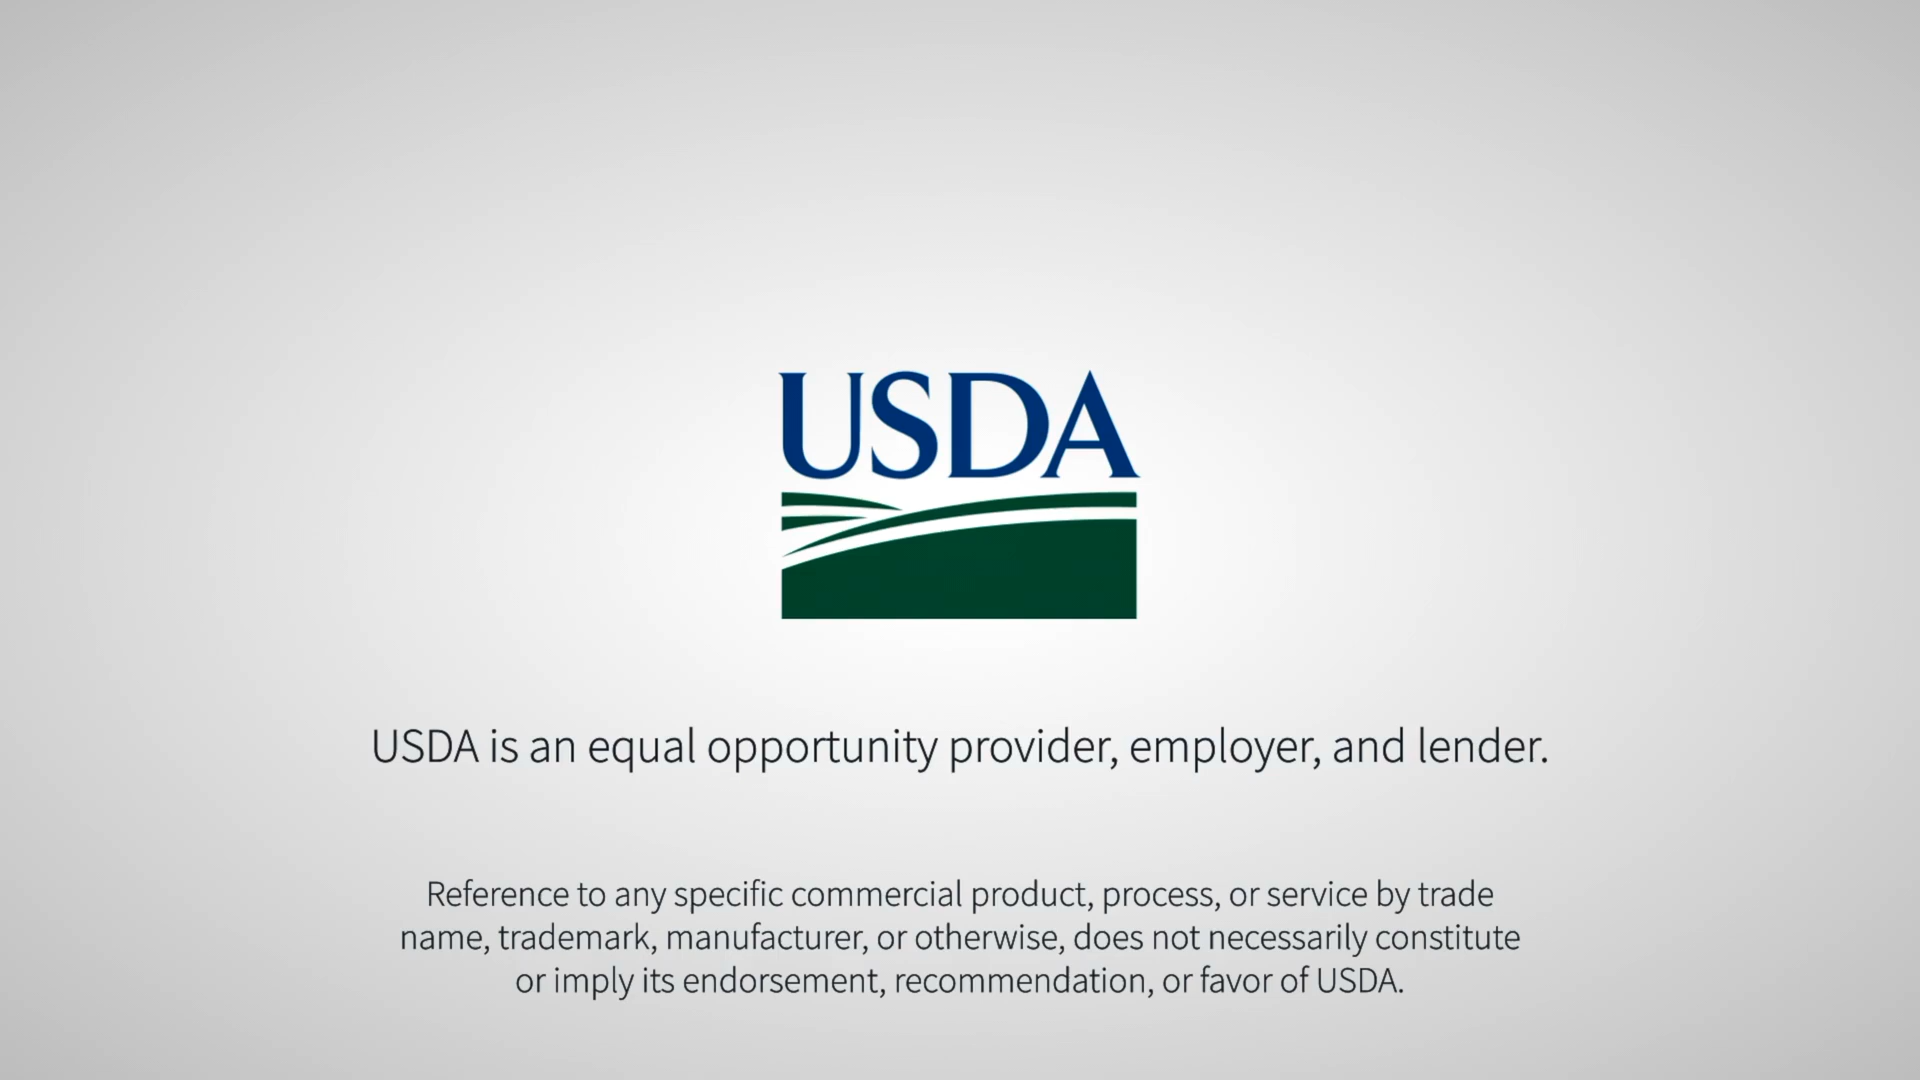 USDA
USDA is an equal opportunity provider, employer, and lender.
Reference to any specific commercial product, process, or service by trade
name, trademark, manufacturer, or otherwise, does not necessarily constitute
or imply its endorsement, recommendation, or favor of USDA.